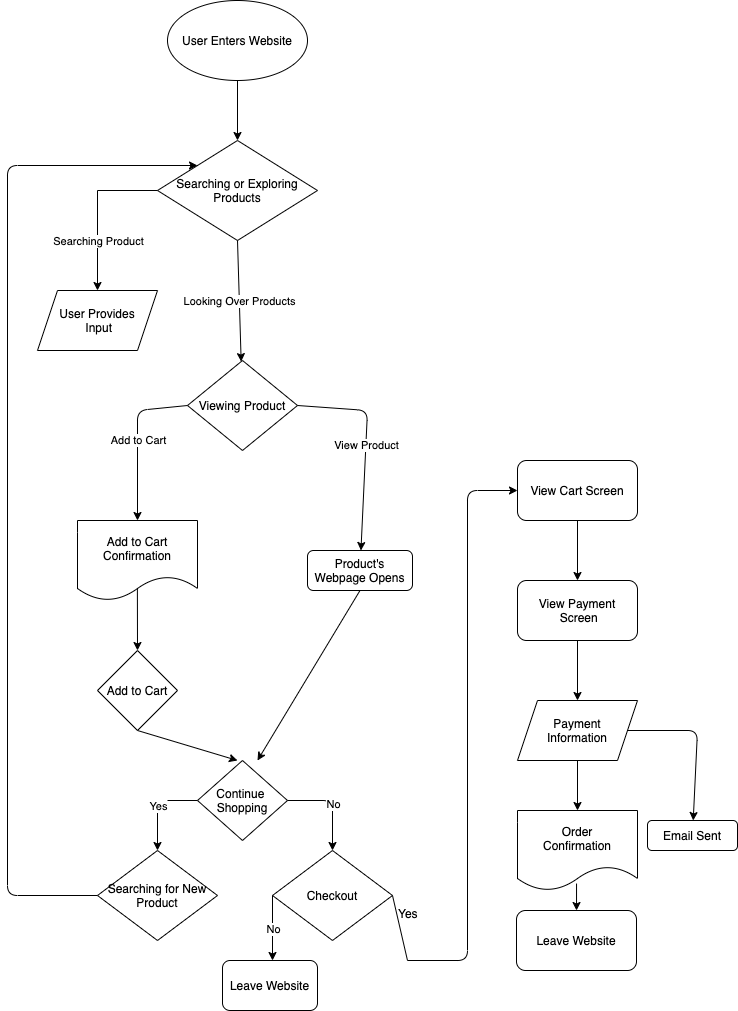 User Enters Website
Searching or Exploring
Products
Searching Product
User Provides
Input
Looking Over Products
Viewing Product
Add to Cart
View Product
Add to Cart
Confirmation
Product's
Webpage Opens
Add to Cart
Continue
Shopping
Yes
No
Searching for New
Product
Checkout
No
Yes
Leave Website
View Cart Screen
View Payment
Screen
Payment
Information
Order
Confirmation
Email Sent
Leave Website